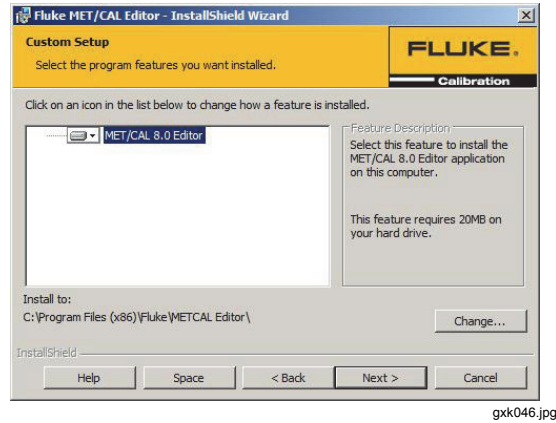 Fluke MET/CAL Editor - InstallShield Wizard
Custom Setup
Select the program features you want installed.
FLUKE®
Calibration
Click on an icon in the list below to change how a feature is installed.
MET/CAL 8.0 Editor
Feature Description
Select this feature to install the
MET/CAL 8.0 Editor application
on this computer.
This feature requires 20MB on
your hard drive.
Install to:
C:\Program Files (x86)\Fluke\METCAL Editor\
Change...
InstallShield
Help
Space
< Back
Next >
Cancel
gxk046.jpg